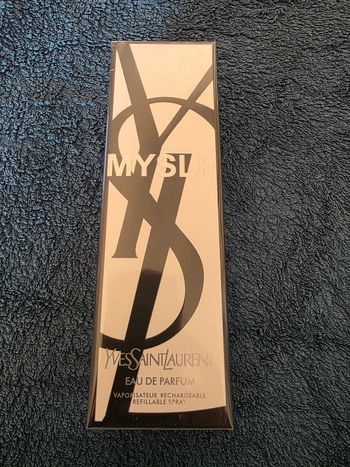 MYSLF
YVESSAINTLAURENT
EAU DE PARFUM
VAPORISATEUR RECHARGEABLE
REFILLABLE SPRAY